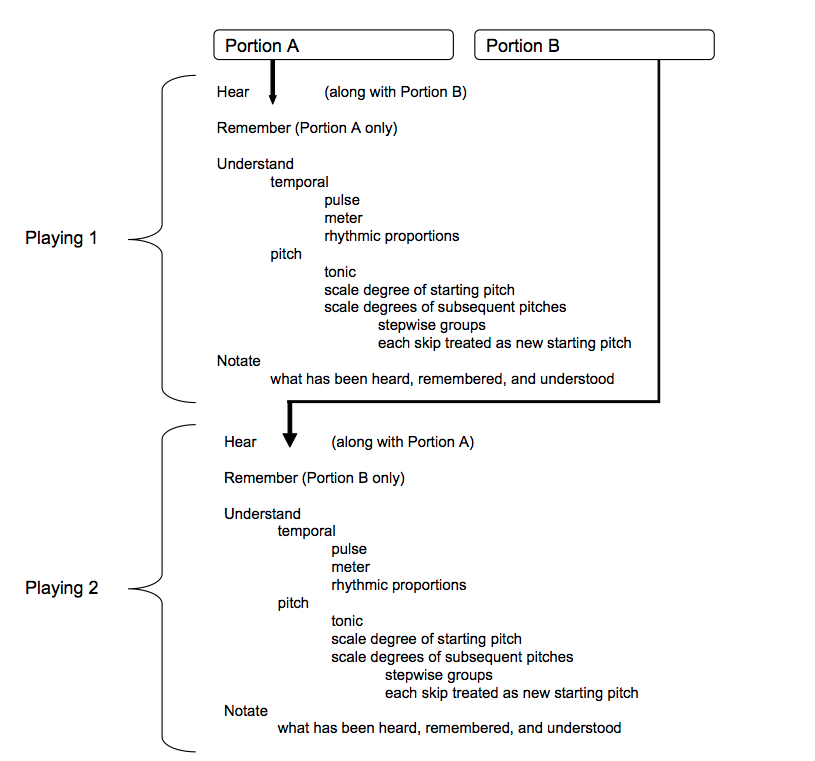 Portion A
Portion B
Hear (along with Portion B)
Remember (Portion A only)
Understand
temporal
pulse
meter
rhythmic proportions
Playing 1
pitch
tonic
scale degree of starting pitch
scale degrees of subsequent pitches
stepwise groups
each skip treated as new starting pitch
Notate
what has been heard, remembered, and understood
Hear (along with Portion A)
Remember (Portion B only)
Understand
temporal
pulse
meter
rhythmic proportions
Playing 2
pitch
tonic
scale degree of starting pitch
scale degrees of subsequent pitches
stepwise groups
each skip treated as new starting pitch
Notate
what has been heard, remembered, and understood